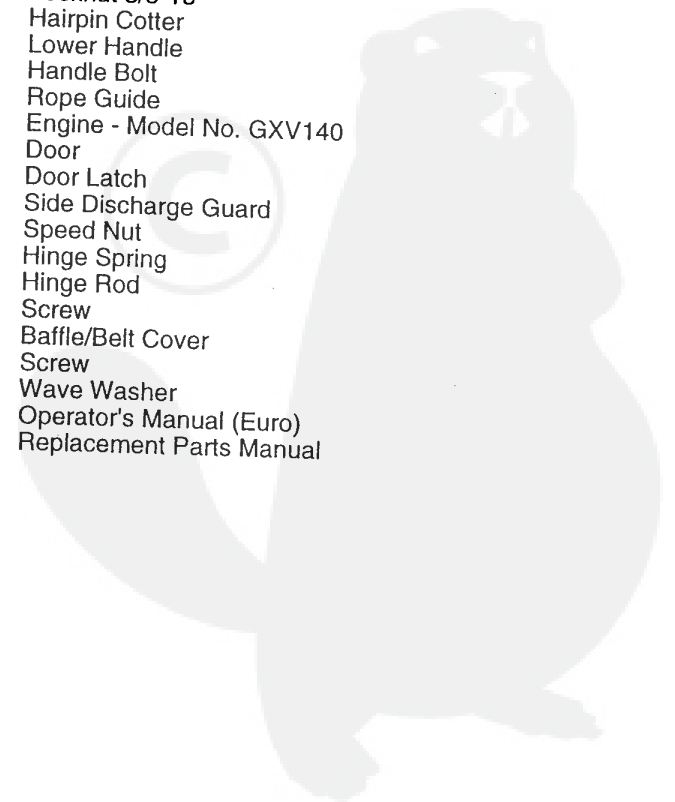 Hairpin Cotter
Lower Handle
Handle Bolt
Rope Guide
Engine - Model No. GXV140
Door
Door Latch
Side Discharge Guard
Speed Nut
Hinge Spring
Hinge Rod
Screw
Baffle/Belt Cover
Screw
Wave Washer
Operator's Manual (Euro)
Replacement Parts Manual
©